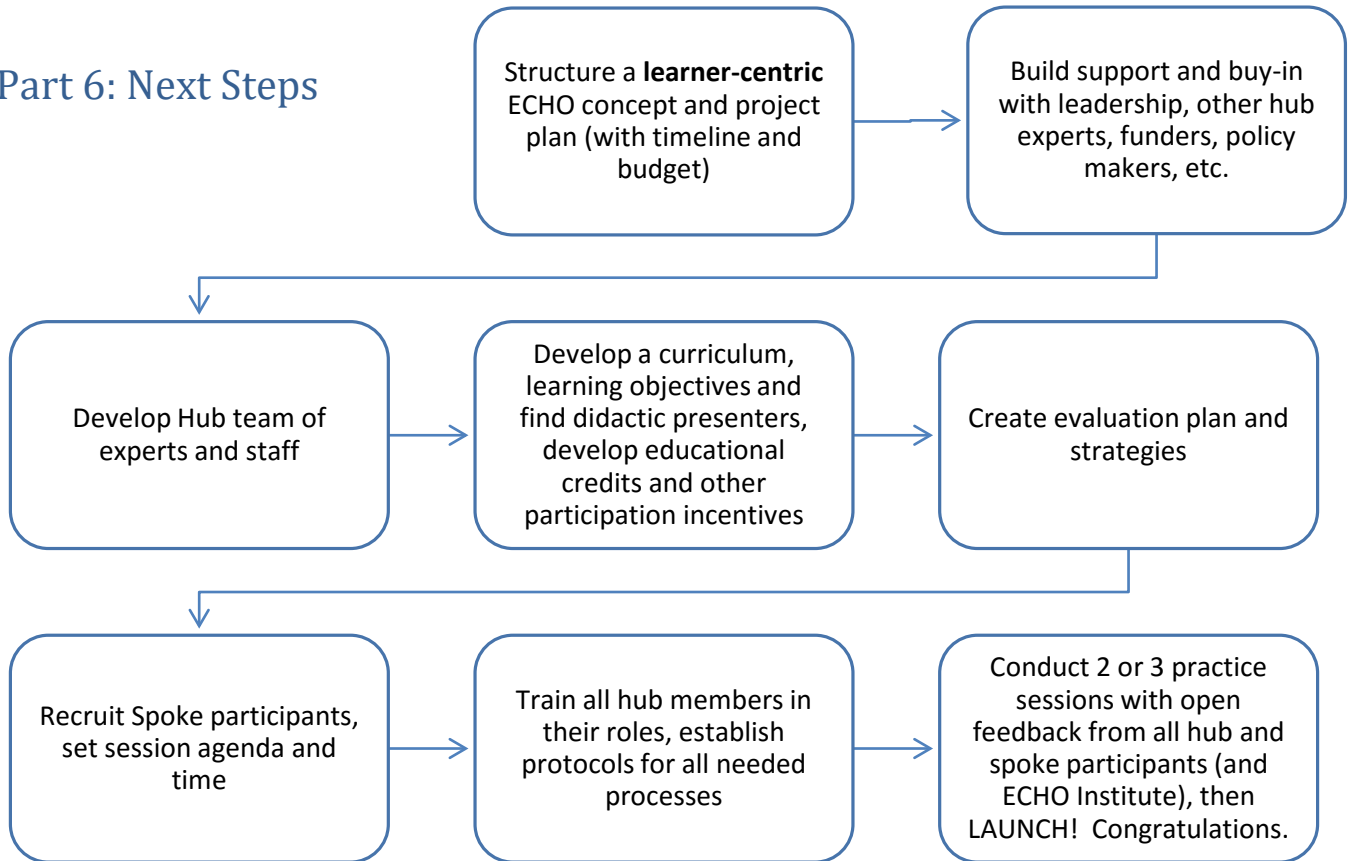 Part 6: Next Steps
Structure a learner-centric
ECHO concept and project
plan (with timeline and
budget)
Build support and buy-in
with leadership, other hub
experts, funders, policy
makers, etc.
Develop Hub team of
experts and staff
Develop a curriculum,
learning objectives and
find didactic presenters,
develop educational
credits and other
participation incentives
Create evaluation plan and
strategies
Recruit Spoke participants,
set session agenda and
time
Train all hub members in
their roles, establish
protocols for all needed
processes
Conduct 2 or 3 practice
sessions with open
feedback from all hub and
spoke participants (and
ECHO Institute), then
LAUNCH!  Congratulations.